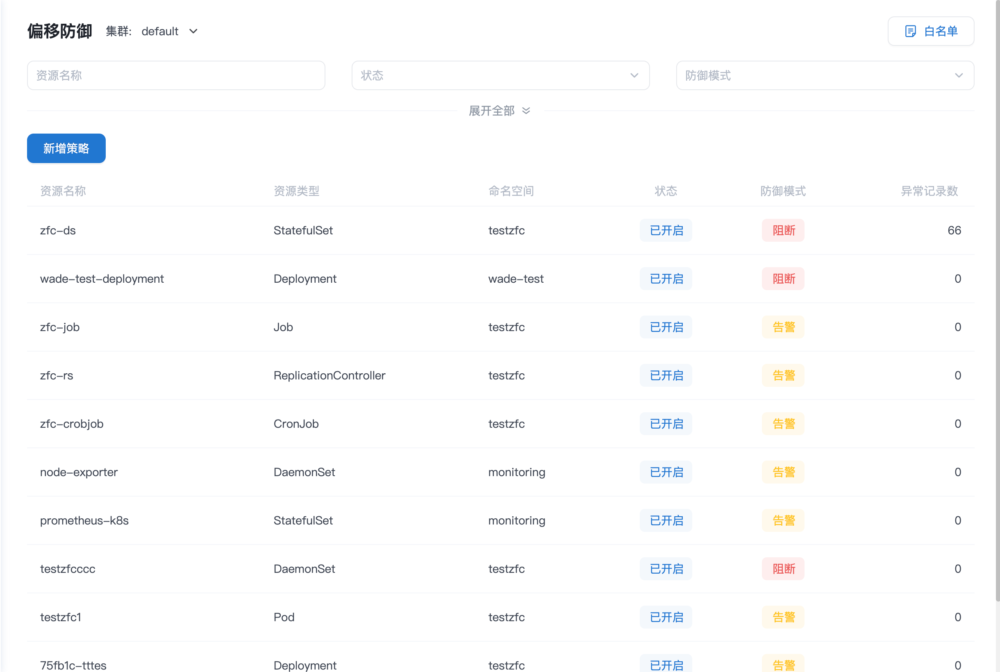 偏移防御 集群: default 白名单
资源名称 状态 防御模式
展开全部
新增策略
资源名称 资源类型 命名空间 状态 防御模式 异常记录数
zfc-ds StatefulSet testzfc 已开启 阻断 66
wade-test-deployment Deployment wade-test 已开启 阻断 0
zfc-job Job testzfc 已开启 告警 0
zfc-rs ReplicationController testzfc 已开启 告警 0
zfc-crobjob CronJob testzfc 已开启 告警 0
node-exporter DaemonSet monitoring 已开启 告警 0
prometheus-k8s StatefulSet monitoring 已开启 告警 0
testzfcccc DaemonSet testzfc 已开启 阻断 0
testzfc1 Pod testzfc 已开启 告警 0
75fb1c-tttes Deployment testzfc 已开启 告警 0